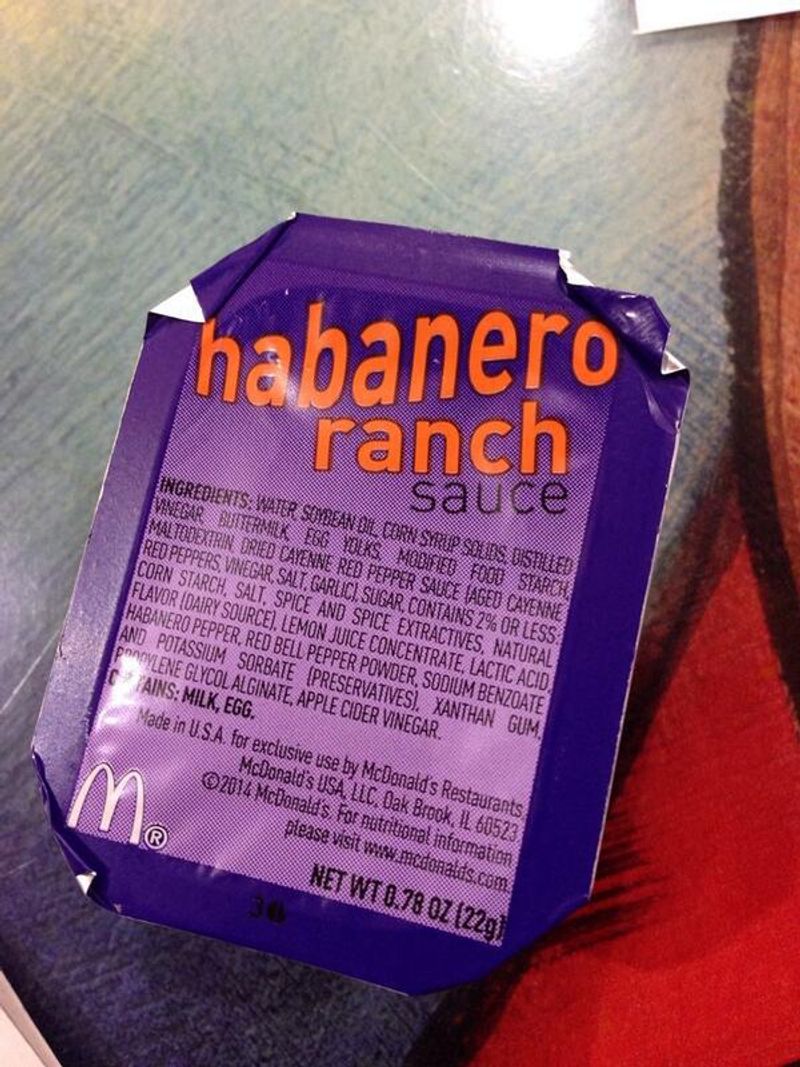 habanero
ranch
sauce
INGREDIENTS: WATER, SOYBEAN OIL, CORN SYRUP SOLIDS, DISTILLED
VINEGAR, BUTTERMILK, EGG YOLKS, MODIFIED FOOD STARCH,
MALTODEXTRIN, DRIED CAYENNE RED PEPPER SAUCE (AGED CAYENNE
RED PEPPERS, VINEGAR, SALT, GARLIC), SUGAR, CONTAINS 2% OR LESS:
CORN STARCH, SALT, SPICE AND SPICE EXTRACTIVES, NATURAL
FLAVOR (DAIRY SOURCE), LEMON JUICE CONCENTRATE, LACTIC ACID,
HABANERO PEPPER, RED BELL PEPPER POWDER, SODIUM BENZOATE
AND POTASSIUM SORBATE (PRESERVATIVES), XANTHAN GUM,
PROPYLENE GLYCOL ALGINATE, APPLE CIDER VINEGAR.
CONTAINS: MILK, EGG.
Made in U.S.A. for exclusive use by McDonald's Restaurants
McDonald's USA, LLC, Oak Brook, IL 60523
©2014 McDonald's. For nutritional information
please visit www.mcdonalds.com
M®
NET WT 0.78 OZ (22g)